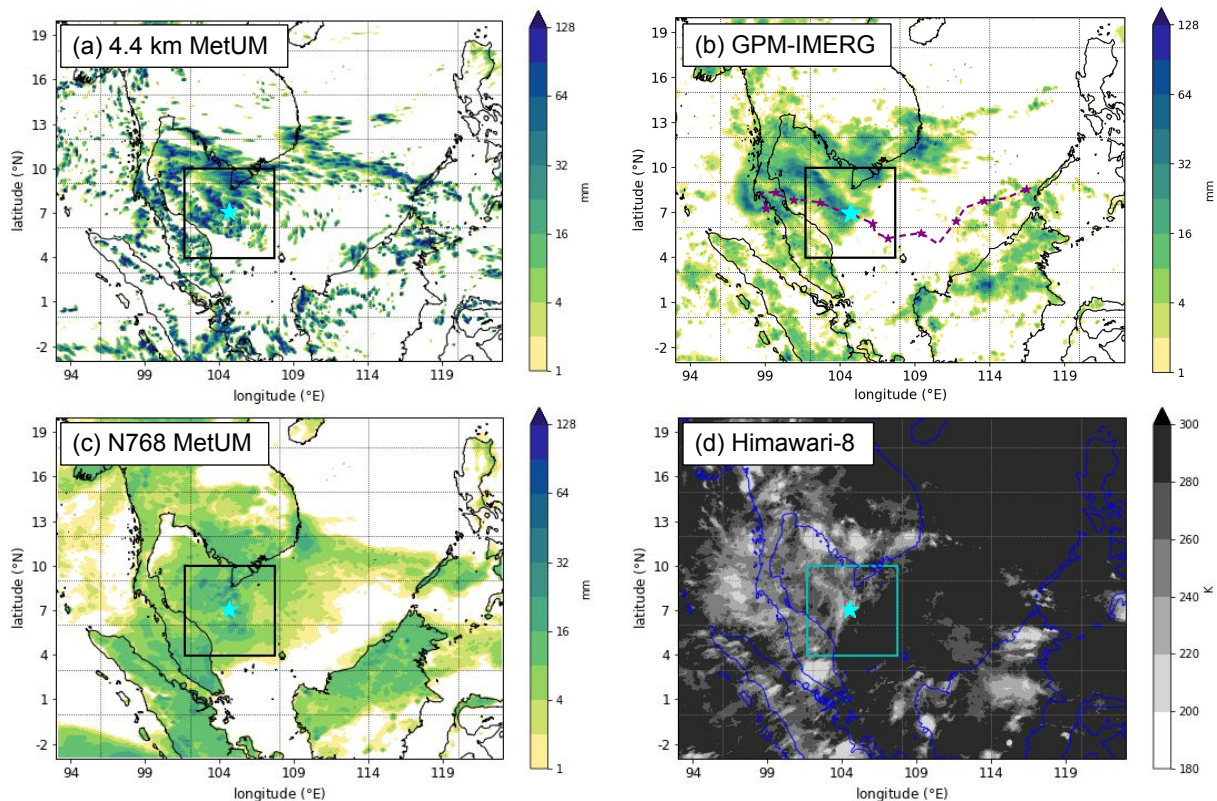 (a) 4.4 km MetUM
19
16
13
10
7
4
1
-2
latitude (°N)
94 99 104 109 114 119
longitude (°E)
128
64
32
16
4
1
mm
(b) GPM-IMERG
19
16
13
10
7
4
1
-2
latitude (°N)
94 99 104 109 114 119
longitude (°E)
128
64
32
16
4
1
mm
(c) N768 MetUM
19
16
13
10
7
4
1
-2
latitude (°N)
94 99 104 109 114 119
longitude (°E)
128
64
32
16
4
1
mm
(d) Himawari-8
19
16
13
10
7
4
1
-2
latitude (°N)
94 99 104 109 114 119
longitude (°E)
300
280
260
240
220
200
180
K